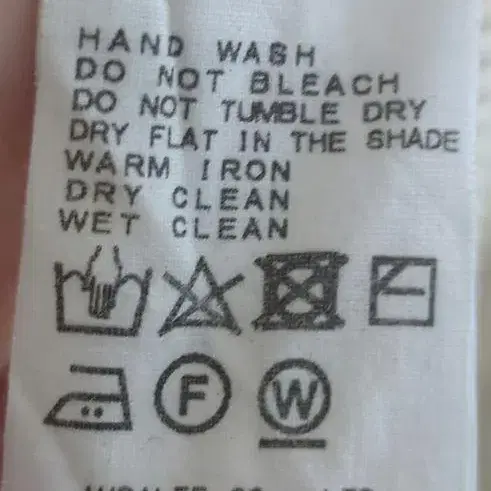 HAND WASH
DO NOT BLEACH
DO NOT TUMBLE DRY
DRY FLAT IN THE SHADE
WARM IRON
DRY CLEAN
WET CLEAN
F W